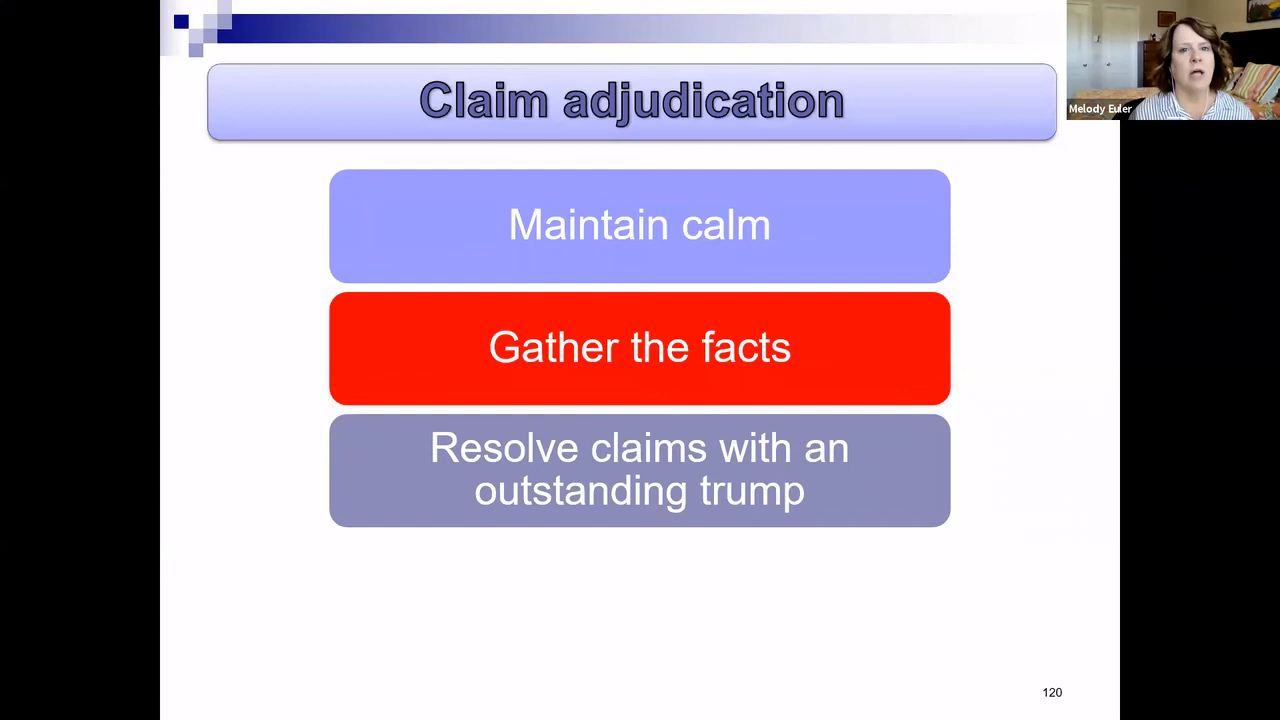 Claim adjudication
Melody Euler
Maintain calm
Gather the facts
Resolve claims with an
outstanding trump
120